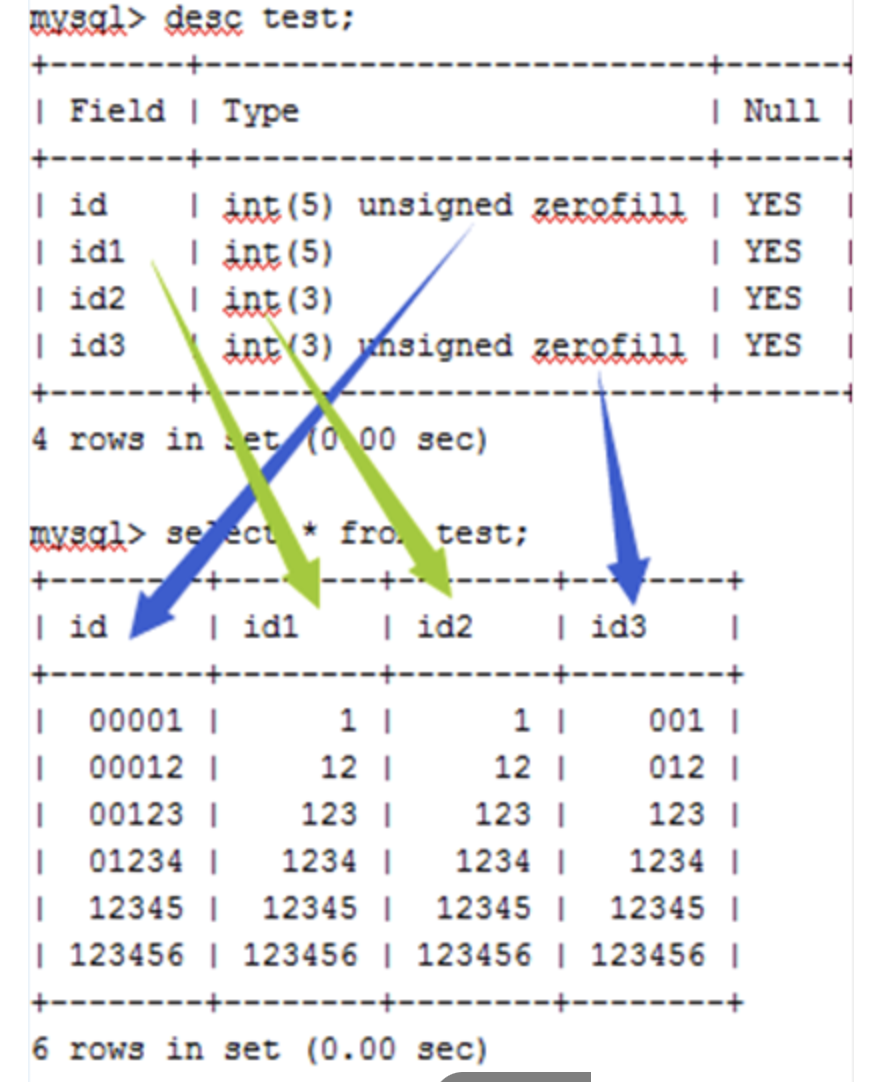 mysql> desc test;
+-------+--------------------------+------+
| Field | Type | Null |
+-------+--------------------------+------+
| id | int(5) unsigned zerofill | YES |
| id1 | int(5) | YES |
| id2 | int(3) | YES |
| id3 | int(3) unsigned zerofill | YES |
+-------+--------------------------+------+
4 rows in set (0.00 sec)
mysql> select * from test;
+--------+--------+--------+--------+
| id | id1 | id2 | id3 |
+--------+--------+--------+--------+
| 00001 | 1 | 1 | 001 |
| 00012 | 12 | 12 | 012 |
| 00123 | 123 | 123 | 123 |
| 01234 | 1234 | 1234 | 1234 |
| 12345 | 12345 | 12345 | 12345 |
| 123456 | 123456 | 123456 | 123456 |
+--------+--------+--------+--------+
6 rows in set (0.00 sec)